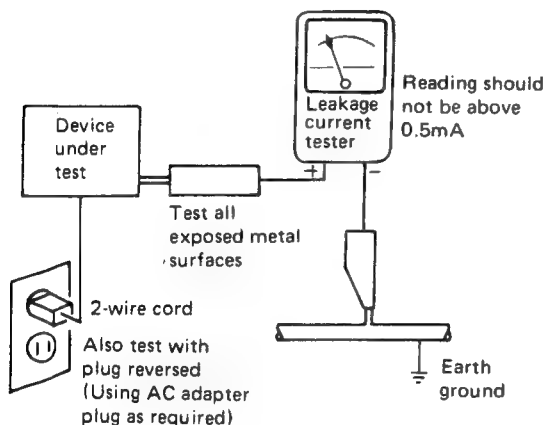 Leakage
current
tester
Reading should
not be above
0.5mA
+
-
Device
under
test
Test all
exposed metal
surfaces
2-wire cord
Also test with
plug reversed
(Using AC adapter
plug as required)
Earth
ground